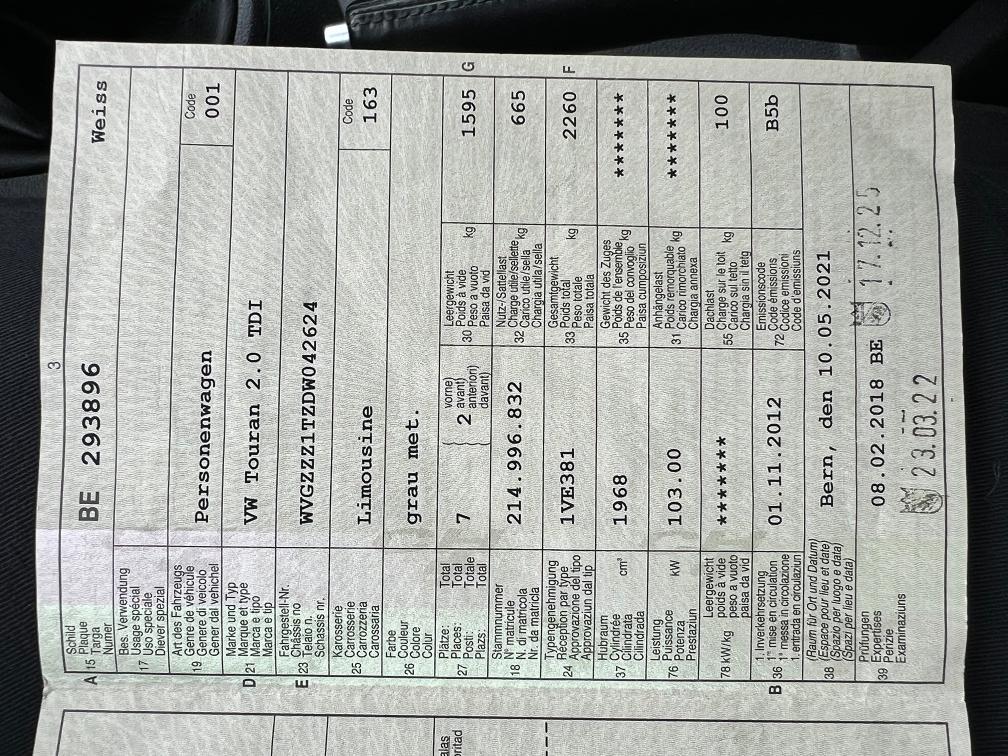 3
A 15 Schild Plaque Targa Numer BE 293896 Weiss
17 Bes. Verwendung Usage spécial Uso speciale Diever spezial
19 Art des Fahrzeugs Genre de véhicule Genere di veicolo Gener dal vehichel Personenwagen Code 001
D 21 Marke und Typ Marque et type Marca e tipo Marca e tip VW Touran 2.0 TDI
E 23 Fahrgestell-Nr. Châssis no Telaio n. Schassis nr. WVGZZZ1TZDW042624
25 Karosserie Carosserie Carrozzeria Carossaria Limousine Code 163
26 Farbe Couleur Colore Colur grau met.
27 Plätze: Places: Posti: Plazs: Total Total Totale Total 7 2 vorne) avant) anteriori) davant)
30 Leergewicht Poids à vide Peso a vuoto Paisa da vid kg 1595 G
18 Stammnummer N° matricule N. di matricola Nr. da matricla 214.996.832
32 Nutz-/Sattellast Charge utile/sellette Carico utile/sella Chargia utila/sella kg 665
24 Typengenehmigung Réception par type Approvazione del tipo Approvaziun dal tip 1VE381
33 Gesamtgewicht Poids total Peso totale Paisa totala kg 2260 F
37 Hubraum Cylindrée Cilindrata Cilindrada cm³ 1968
35 Gewicht des Zuges Poids de l'ensemble Peso del convoglio Paisa cumposiziun kg *******
76 Leistung Puissance Potenza Prestaziun kW 103.00
31 Anhängelast Poids remorquable Carico rimorchiato Chargia annexa kg *******
78 kW/kg Leergewicht poids à vide peso a vuoto paisa da vid *******
55 Dachlast Charge sur le toit Carico sul tetto Chargia sin il tetg kg 100
B 36 1. Inverkehrsetzung 1re mise en circulation 1a messa in circolazione 1. entrada en circulaziun 01.11.2012
72 Emissionscode Code émissions Codice emissioni Code d'emissiuns B5b
38 (Raum für Ort und Datum) (Espace pour lieu et date) (Spazio per luogo e data) (Spazi per lieu e data) Bern, den 10.05.2021
39 Prüfungen Expertises Perizie Examinaziuns 08.02.2018 BE 17.12.25
23.03.22